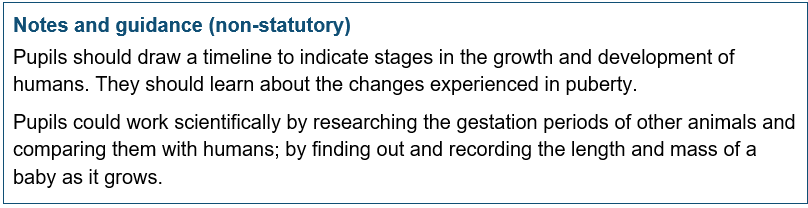 Notes and guidance (non-statutory)
Pupils should draw a timeline to indicate stages in the growth and development of
humans. They should learn about the changes experienced in puberty.
Pupils could work scientifically by researching the gestation periods of other animals and
comparing them with humans; by finding out and recording the length and mass of a
baby as it grows.